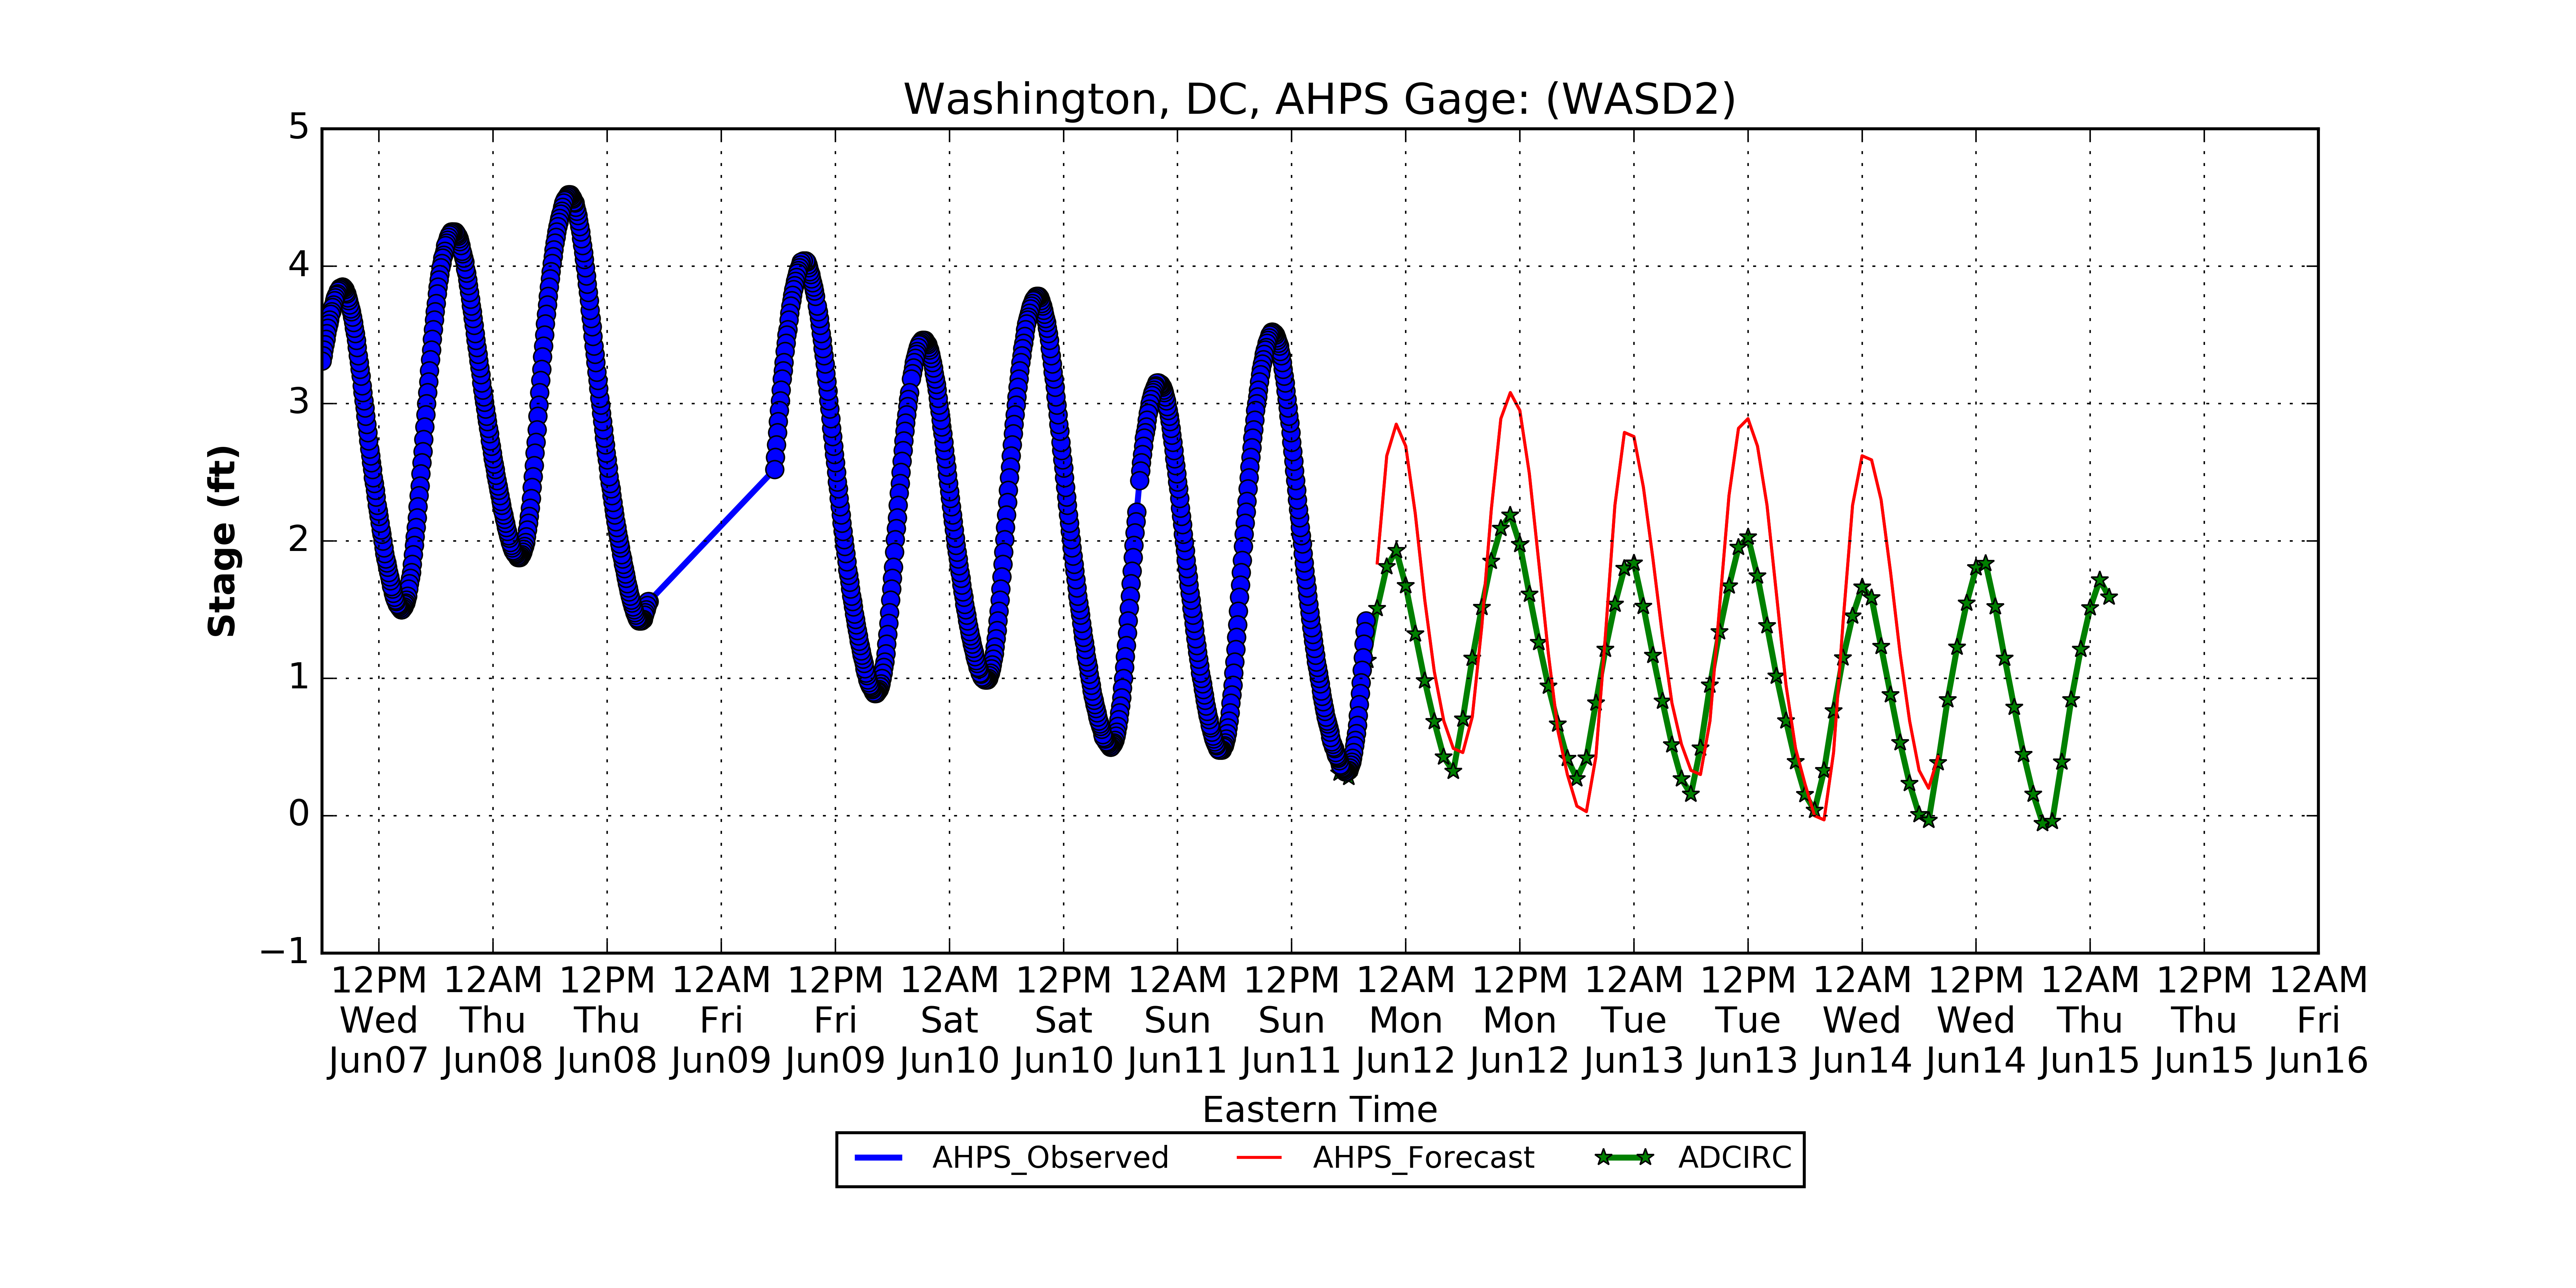 Washington, DC, AHPS Gage: (WASD2)
5
4
3
2
1
0
−1
Stage (ft)
12PM 12AM 12PM 12AM 12PM 12AM 12PM 12AM 12PM 12AM 12PM 12AM 12PM 12AM 12PM 12AM 12PM 12AM
Wed Thu Thu Fri Fri Sat Sat Sun Sun Mon Mon Tue Tue Wed Wed Thu Thu Fri
Jun07 Jun08 Jun08 Jun09 Jun09 Jun10 Jun10 Jun11 Jun11 Jun12 Jun12 Jun13 Jun13 Jun14 Jun14 Jun15 Jun15 Jun16
Eastern Time
AHPS_Observed AHPS_Forecast ADCIRC